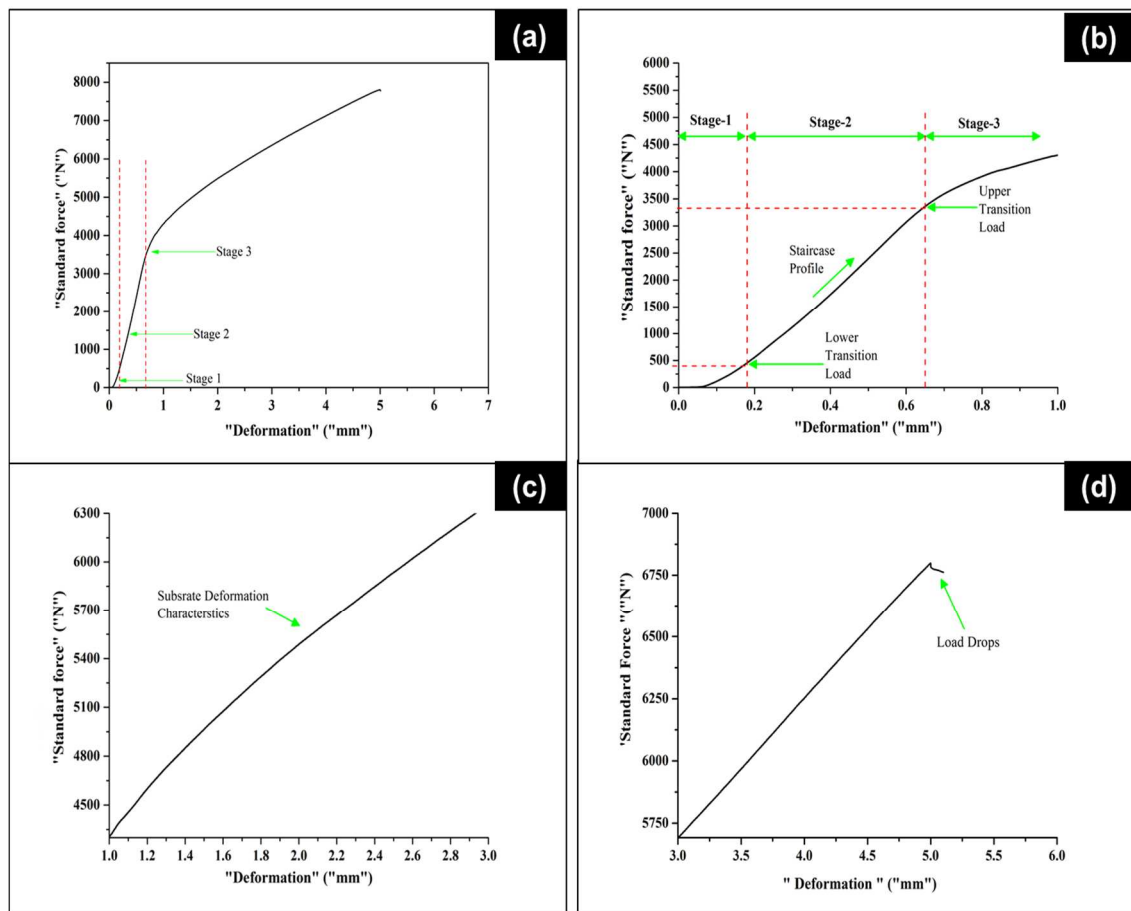 (a)
8000
7000
6000
5000
4000
3000
2000
1000
0
"Standard force" ("N")
Stage 3
Stage 2
Stage 1
0 1 2 3 4 5 6 7
"Deformation" ("mm")
(b)
6000
5500
5000
4500
4000
3500
3000
2500
2000
1500
1000
500
0
"Standard force" ("N")
Stage-1 Stage-2 Stage-3
Upper
Transition
Load
Staircase
Profile
Lower
Transition
Load
0.0 0.2 0.4 0.6 0.8 1.0
"Deformation" ("mm")
(c)
6300
6000
5700
5400
5100
4800
4500
"Standard force" ("N")
Subsrate Deformation
Characterstics
1.0 1.2 1.4 1.6 1.8 2.0 2.2 2.4 2.6 2.8 3.0
"Deformation" ("mm")
(d)
7000
6750
6500
6250
6000
5750
'Standard Force "("N")
Load Drops
3.0 3.5 4.0 4.5 5.0 5.5 6.0
" Deformation " ("mm")